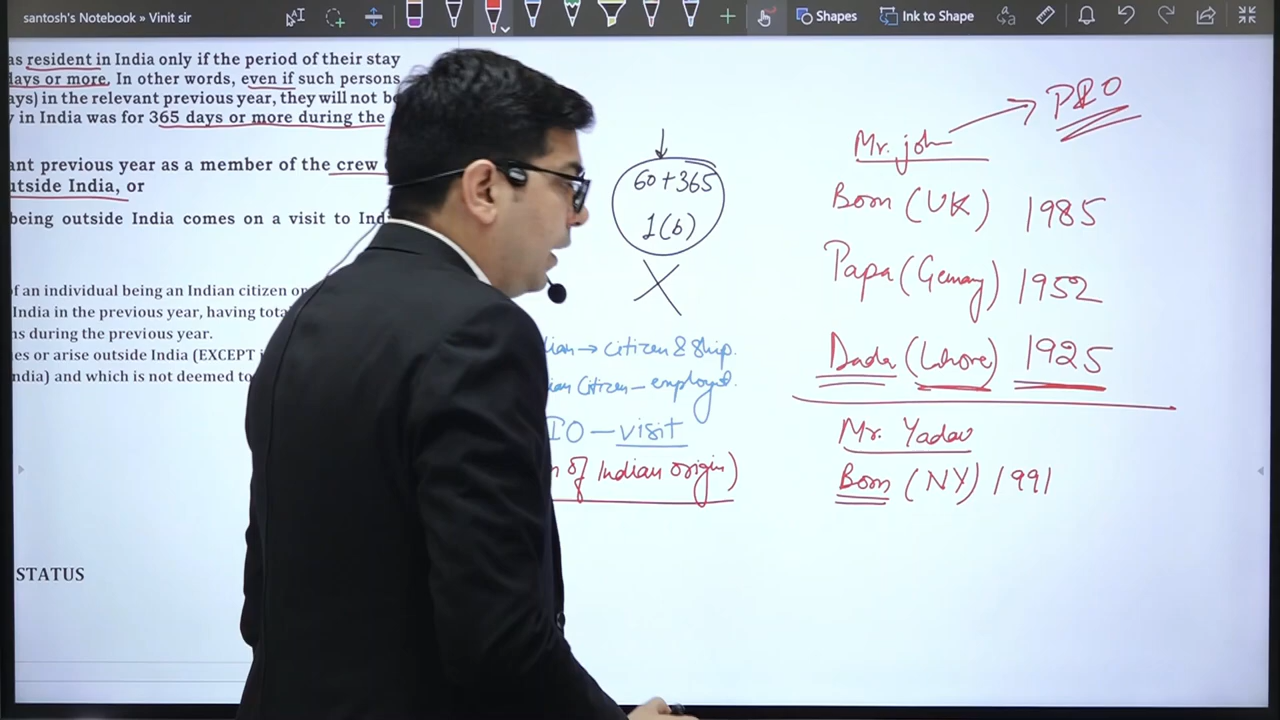 santosh's Notebook » Vinit sir
Shapes
Ink to Shape
as resident in India only if the period of their stay
days or more. In other words, even if such persons
ays) in the relevant previous year, they will not be
in India was for 365 days or more during the
ant previous year as a member of the crew
utside India, or
being outside India comes on a visit to Ind
of an individual being an Indian citizen or
India in the previous year, having tota
ns during the previous year.
es or arise outside India (EXCEPT i
ndia) and which is not deemed to
STATUS
60+365
1(b)
ian → Citizen & Ship.
ian Citizen – employt.
IO – visit
n of Indian origin)
Mr. john
PIO
Born (UK) 1985
Papa (Gemany) 1952
Dada (Lahore) 1925
Mr. Yadav
Born (NY) 1991